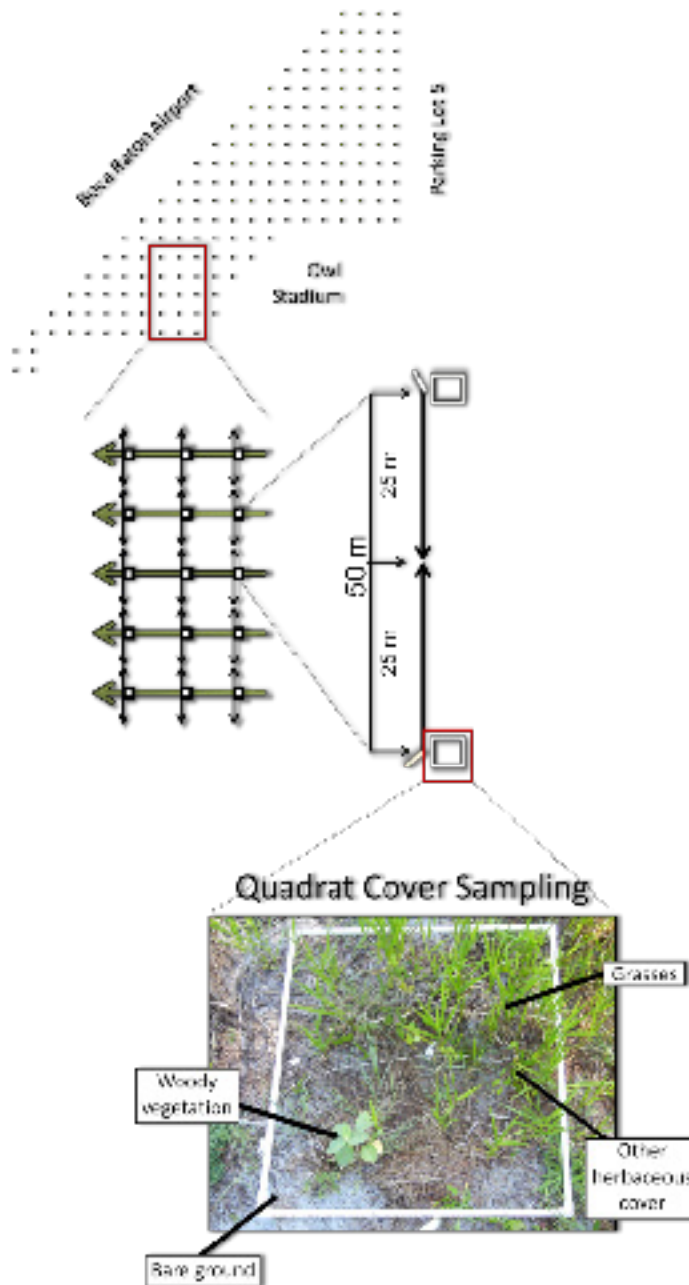 Boca Raton Airport
Parking Lot 5
Owl
Stadium
25 m
50 m
25 m
Quadrat Cover Sampling
Grasses
Woody
vegetation
Other
herbaceous
cover
Bare ground